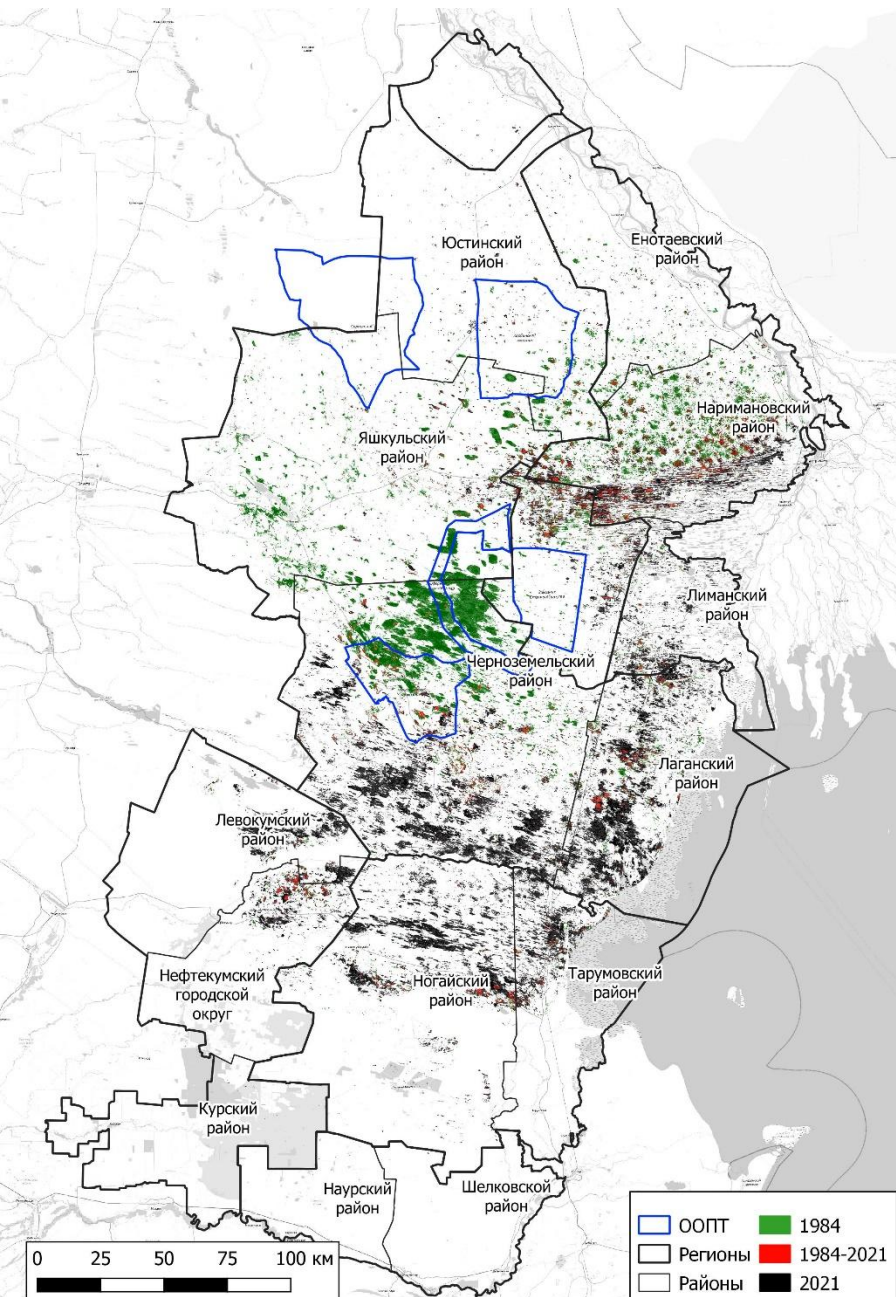 Юстинский
район
Енотаевский
район
Наримановский
район
Яшкульский
район
Лиманский
район
Черноземельский
район
Лаганский
район
Левокумский
район
Нефтекумский
городской
округ
Ногайский
район
Тарумовский
район
Курский
район
Наурский
район
Шелковской
район
0 25 50 75 100 км
ООПТ 1984
Регионы 1984-2021
Районы 2021